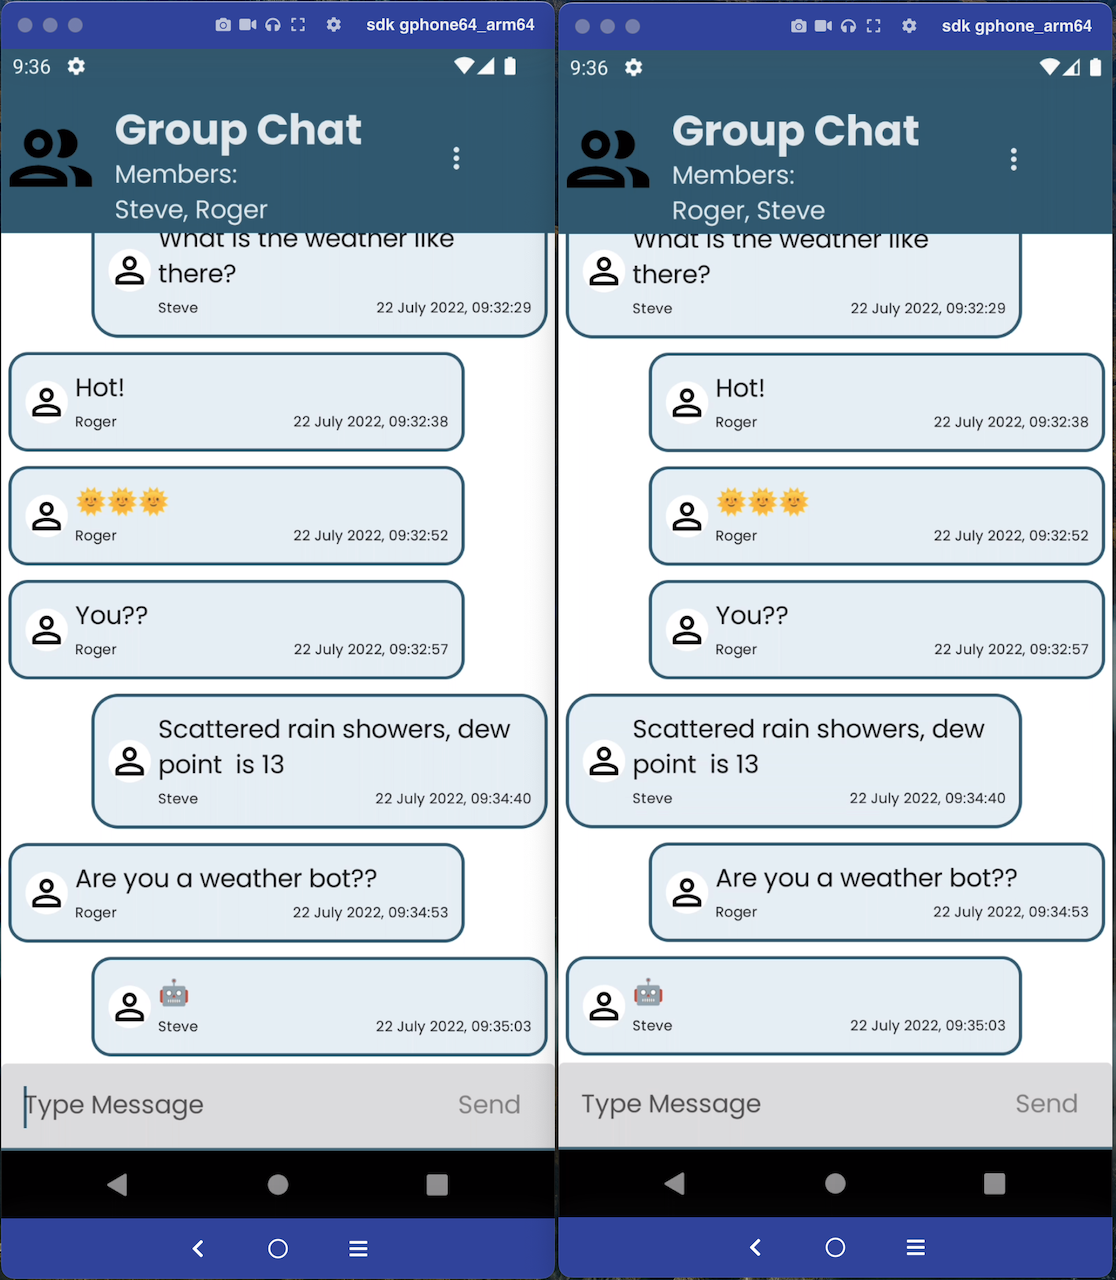 sdk gphone64_arm64
9:36
Group Chat
Members:
Steve, Roger
What is the weather like
there?
Steve 22 July 2022, 09:32:29
Hot!
Roger 22 July 2022, 09:32:38
🌞🌞🌞
Roger 22 July 2022, 09:32:52
You??
Roger 22 July 2022, 09:32:57
Scattered rain showers, dew
point  is 13
Steve 22 July 2022, 09:34:40
Are you a weather bot??
Roger 22 July 2022, 09:34:53
🤖
Steve 22 July 2022, 09:35:03
Type Message Send
sdk gphone_arm64
9:36
Group Chat
Members:
Roger, Steve
What is the weather like
there?
Steve 22 July 2022, 09:32:29
Hot!
Roger 22 July 2022, 09:32:38
🌞🌞🌞
Roger 22 July 2022, 09:32:52
You??
Roger 22 July 2022, 09:32:57
Scattered rain showers, dew
point  is 13
Steve 22 July 2022, 09:34:40
Are you a weather bot??
Roger 22 July 2022, 09:34:53
🤖
Steve 22 July 2022, 09:35:03
Type Message Send